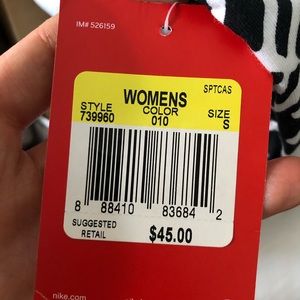 IM# 526159
SPTCAS
WOMENS
STYLE COLOR SIZE
739960 010 S
8 88410 83684 2
SUGGESTED
RETAIL $45.00
nike.com